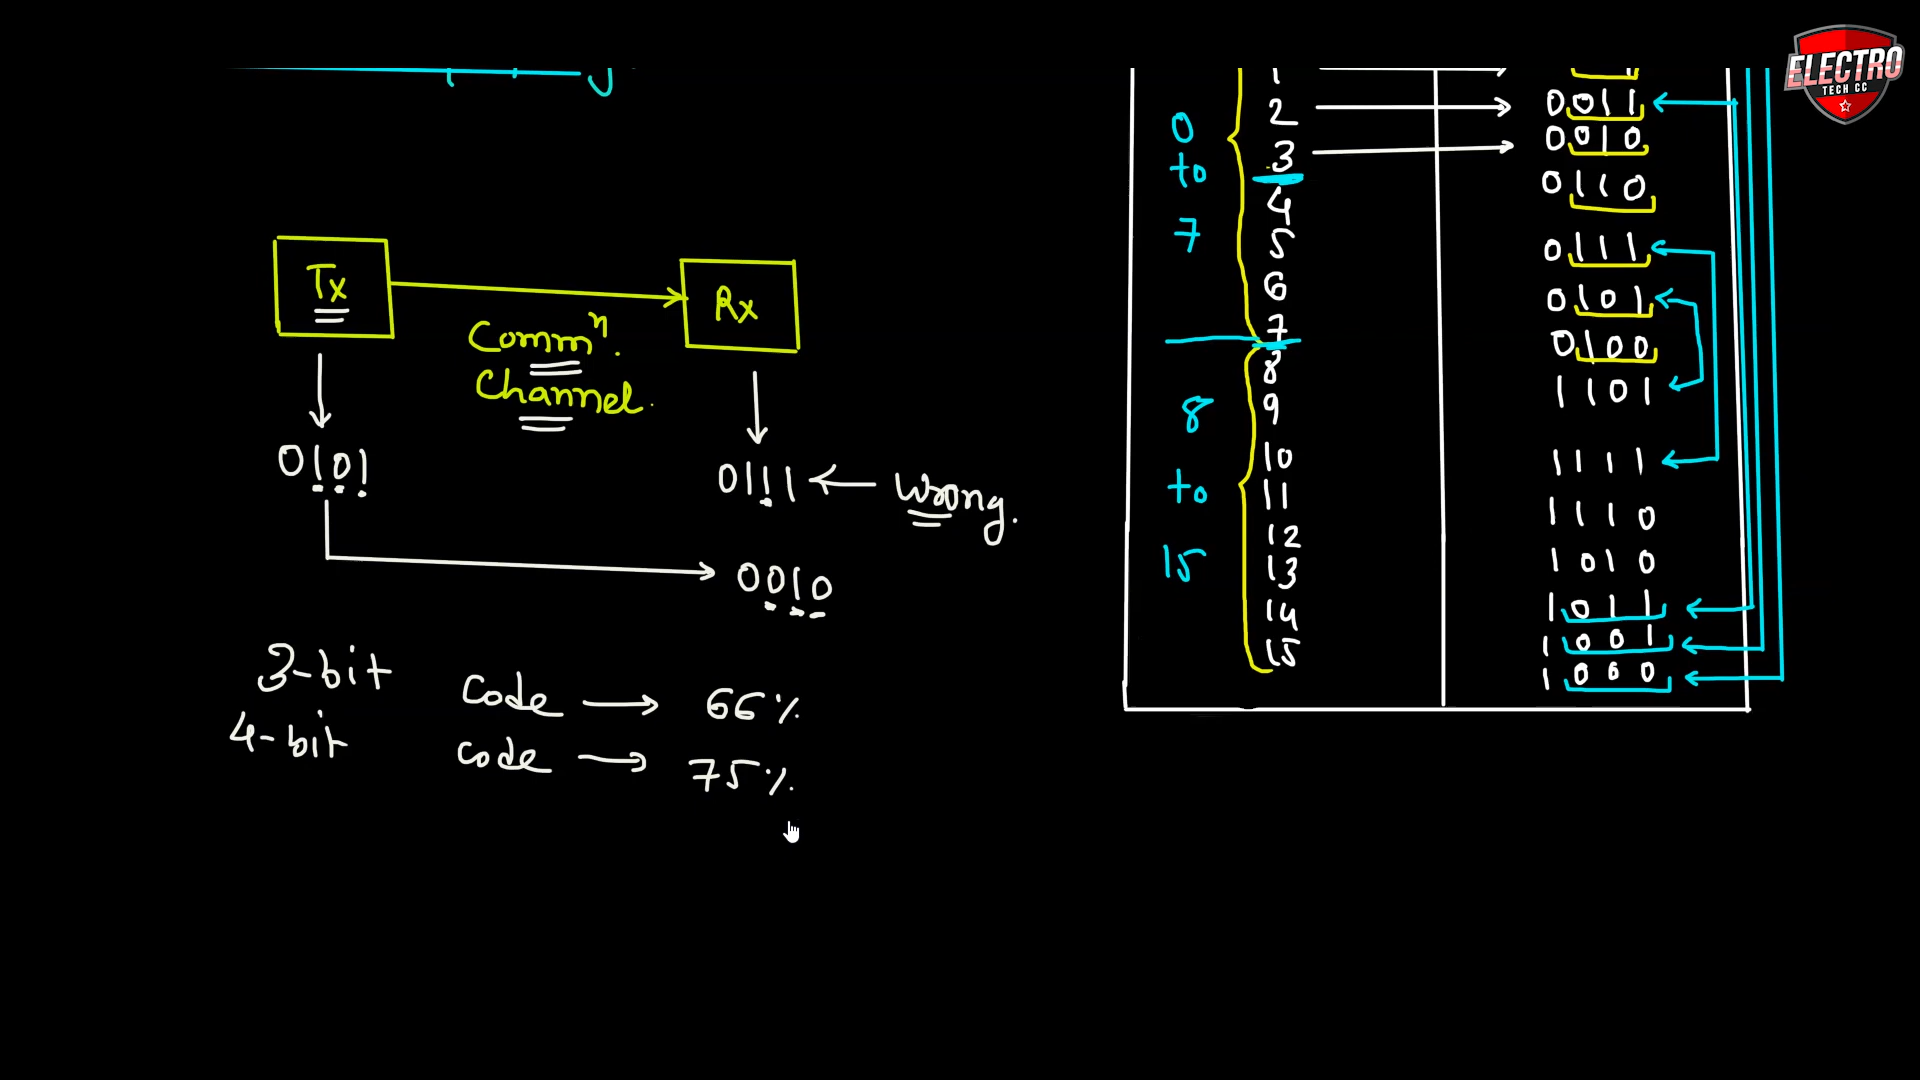 Tx
Rx
Commⁿ.
Channel.
0101
0111 ← Wrong.
0010
3-bit code → 66%
4-bit code → 75%
0
to
7
8
to
15
1
2 → 0011
3 → 0010
4 0110
5 0111
6 0101
7 0100
8 1101
9
10 1111
11 1110
12 1010
13 1011
14 1001
15 1000
ELECTRO
TECH CC